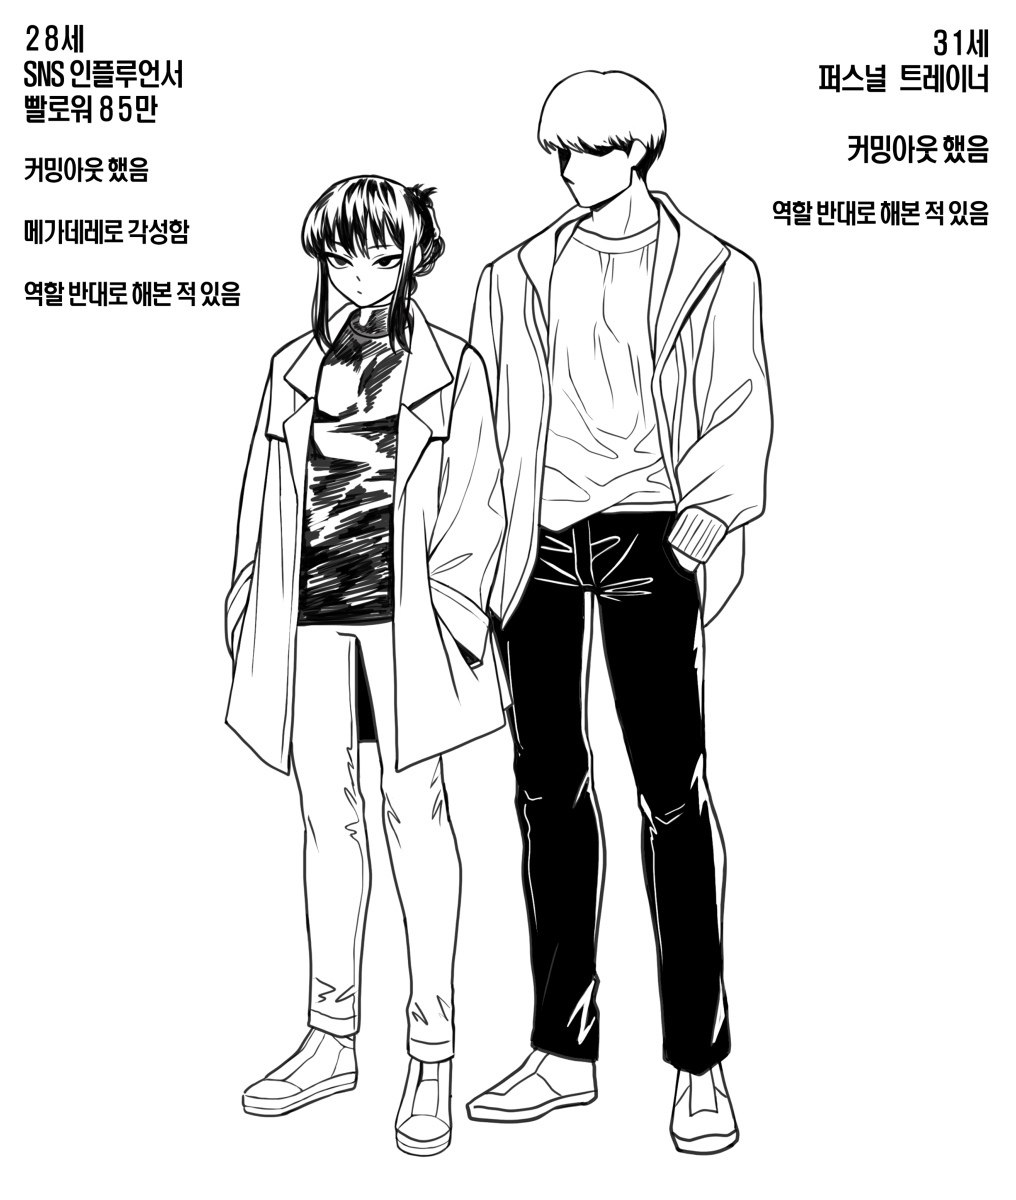 28세
SNS 인플루언서
빨로워 85만
커밍아웃 했음
메가데레로 각성함
역할 반대로 해본 적 있음
31세
퍼스널 트레이너
커밍아웃 했음
역할 반대로 해본 적 있음